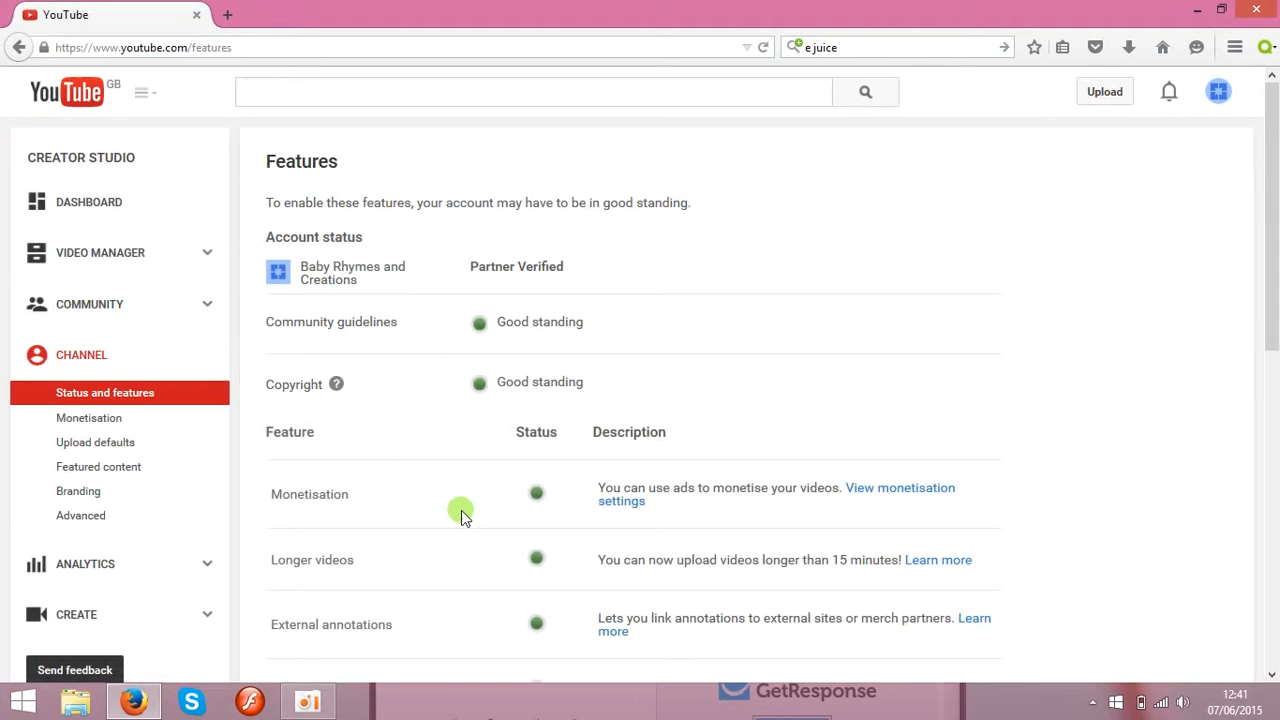 YouTube
https://www.youtube.com/features
e juice
YouTube GB
Upload
CREATOR STUDIO
DASHBOARD
VIDEO MANAGER
COMMUNITY
CHANNEL
Status and features
Monetisation
Upload defaults
Featured content
Branding
Advanced
ANALYTICS
CREATE
Send feedback
Features
To enable these features, your account may have to be in good standing.
Account status
Baby Rhymes and
Creations
Partner Verified
Community guidelines
Good standing
Copyright ?
Good standing
Feature Status Description
Monetisation
You can use ads to monetise your videos. View monetisation
settings
Longer videos
You can now upload videos longer than 15 minutes! Learn more
External annotations
Lets you link annotations to external sites or merch partners. Learn
more
GetResponse
12:41
07/06/2015